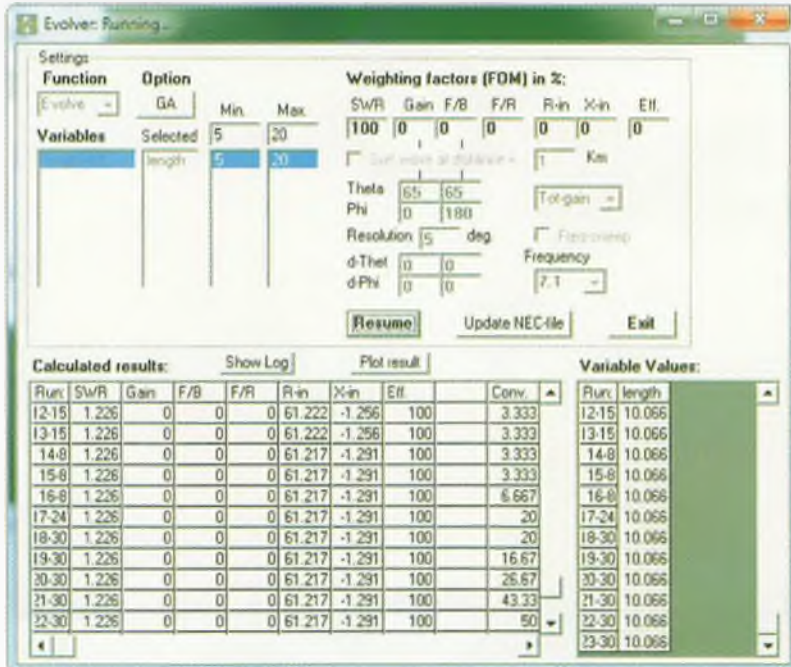 Evolver: Running...
Settings
Function Option Weighting factors (FOM) in %:
Evolve GA Min. Max. SWR Gain F/B F/R R-in X-in Eff.
Variables Selected 5 20 100 0 0 0 0 0 0
length 5 20 Surf. wave at distance = 1 Km
Theta 65 65 Tot-gain
Phi 0 180
Resolution 5 deg. Freq-sweep
d-Thet 0 0 Frequency
d-Phi 0 0 7.1
Resume Update NEC-file Exit
Calculated results: Show Log Plot result Variable Values:
Run: SWR Gain F/B F/R R-in X-in Eff. Conv. Run: length
12-15 1.226 0 0 0 61.222 -1.256 100 3.333 12-15 10.066
13-15 1.226 0 0 0 61.222 -1.256 100 3.333 13-15 10.066
14-8 1.226 0 0 0 61.217 -1.291 100 3.333 14-8 10.066
15-8 1.226 0 0 0 61.217 -1.291 100 3.333 15-8 10.066
16-8 1.226 0 0 0 61.217 -1.291 100 6.667 16-8 10.066
17-24 1.226 0 0 0 61.217 -1.291 100 20 17-24 10.066
18-30 1.226 0 0 0 61.217 -1.291 100 20 18-30 10.066
19-30 1.226 0 0 0 61.217 -1.291 100 16.67 19-30 10.066
20-30 1.226 0 0 0 61.217 -1.291 100 26.67 20-30 10.066
21-30 1.226 0 0 0 61.217 -1.291 100 43.33 21-30 10.066
22-30 1.226 0 0 0 61.217 -1.291 100 50 22-30 10.066
23-30 10.066